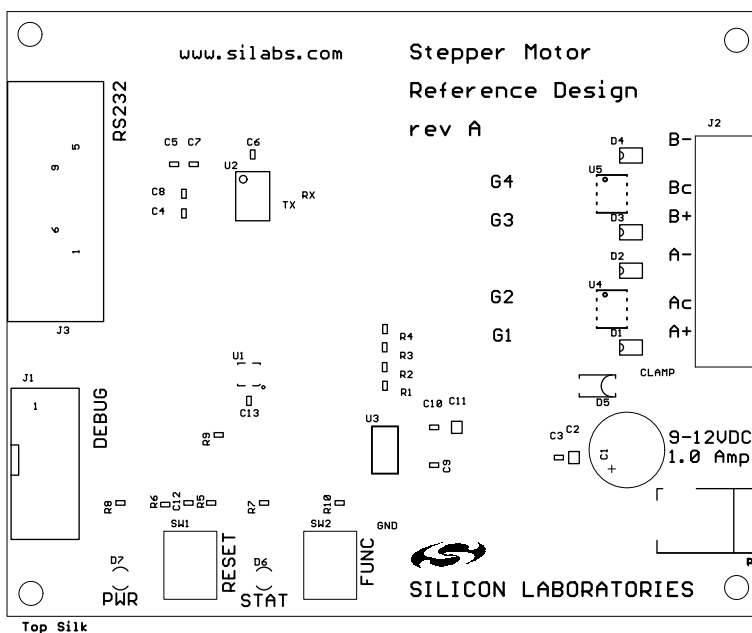 www.silabs.com
Stepper Motor
Reference Design
rev A
RS232
5
9
6
1
J3
C5 C7
C6
U2
C8
C4
TX
RX
J2
D4
B-
U5
G4
Bc
G3
B+
D3
D2
A-
U4
G2
Ac
G1
D1
A+
CLAMP
D5
R4
R3
R2
R1
U1
C13
J1
1
DEBUG
R9
U3
C10
C11
C9
C3
C2
C1
+
9-12VDC
1.0 Amp
R8
R6
C12
R5
R7
R10
SW1
RESET
SW2
FUNC
GND
D7
PWR
D6
STAT
SILICON LABORATORIES
Top Silk